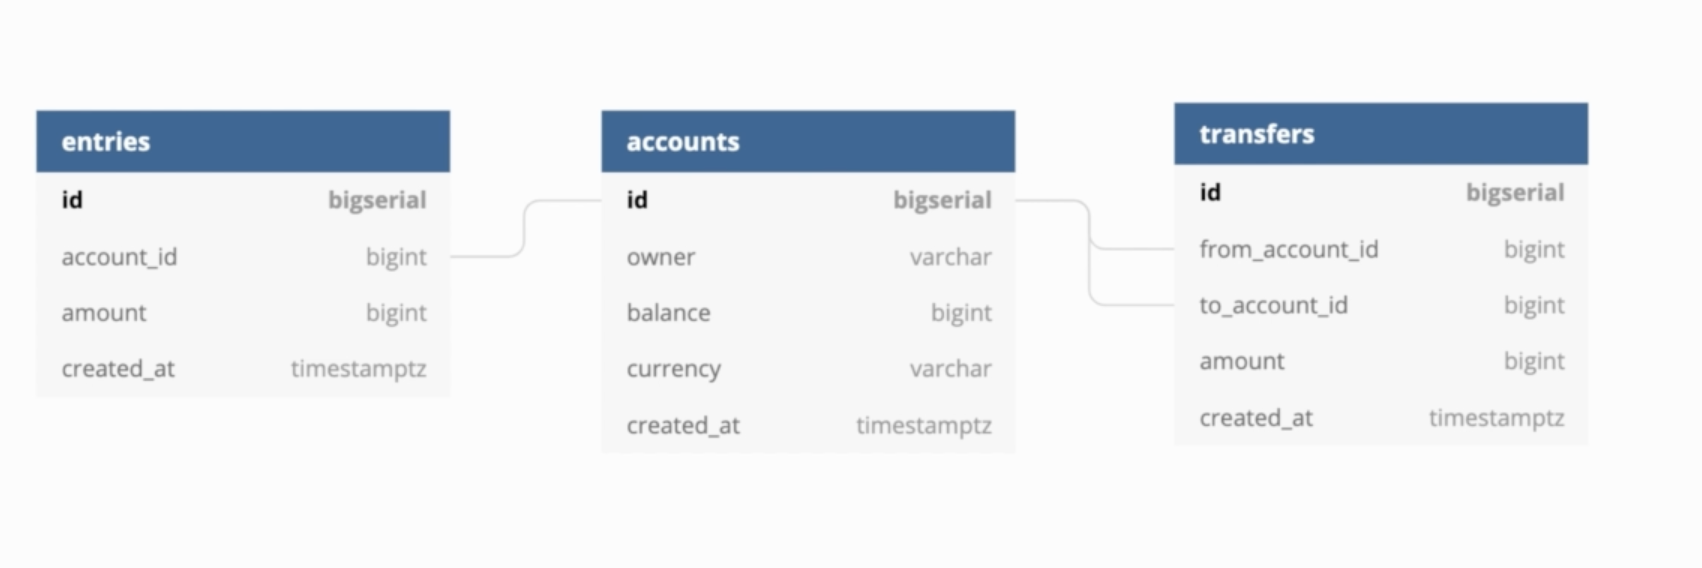 entries
id bigserial
account_id bigint
amount bigint
created_at timestamptz
accounts
id bigserial
owner varchar
balance bigint
currency varchar
created_at timestamptz
transfers
id bigserial
from_account_id bigint
to_account_id bigint
amount bigint
created_at timestamptz